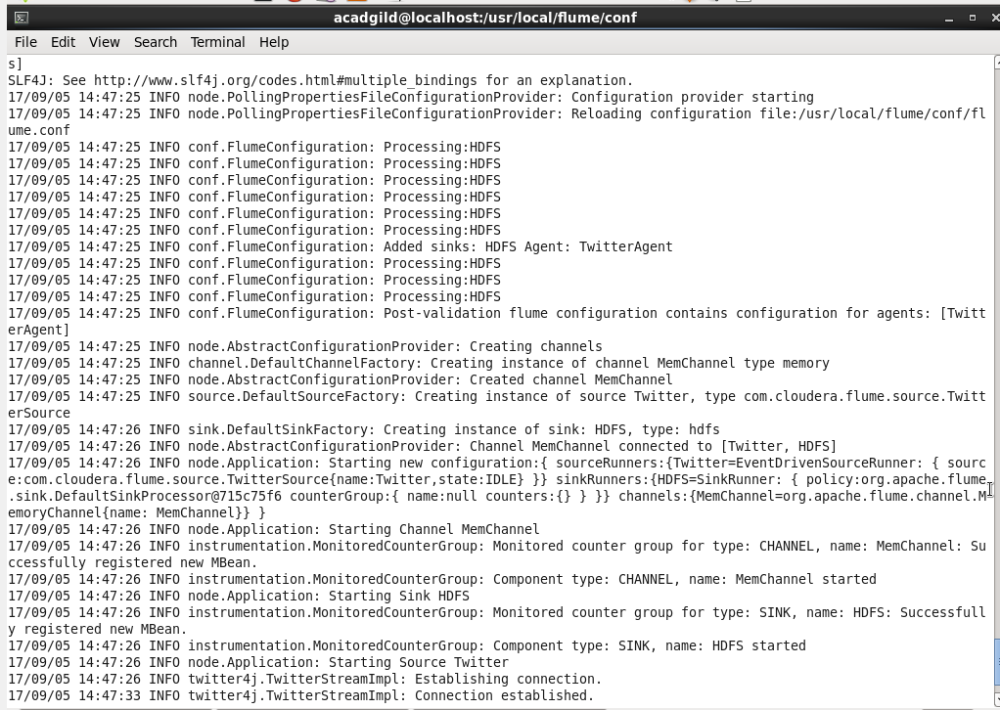 acadgild@localhost:/usr/local/flume/conf
File Edit View Search Terminal Help
s]
SLF4J: See http://www.slf4j.org/codes.html#multiple_bindings for an explanation.
17/09/05 14:47:25 INFO node.PollingPropertiesFileConfigurationProvider: Configuration provider starting
17/09/05 14:47:25 INFO node.PollingPropertiesFileConfigurationProvider: Reloading configuration file:/usr/local/flume/conf/fl
ume.conf
17/09/05 14:47:25 INFO conf.FlumeConfiguration: Processing:HDFS
17/09/05 14:47:25 INFO conf.FlumeConfiguration: Processing:HDFS
17/09/05 14:47:25 INFO conf.FlumeConfiguration: Processing:HDFS
17/09/05 14:47:25 INFO conf.FlumeConfiguration: Processing:HDFS
17/09/05 14:47:25 INFO conf.FlumeConfiguration: Processing:HDFS
17/09/05 14:47:25 INFO conf.FlumeConfiguration: Processing:HDFS
17/09/05 14:47:25 INFO conf.FlumeConfiguration: Added sinks: HDFS Agent: TwitterAgent
17/09/05 14:47:25 INFO conf.FlumeConfiguration: Processing:HDFS
17/09/05 14:47:25 INFO conf.FlumeConfiguration: Processing:HDFS
17/09/05 14:47:25 INFO conf.FlumeConfiguration: Processing:HDFS
17/09/05 14:47:25 INFO conf.FlumeConfiguration: Post-validation flume configuration contains configuration for agents: [Twitt
erAgent]
17/09/05 14:47:25 INFO node.AbstractConfigurationProvider: Creating channels
17/09/05 14:47:25 INFO channel.DefaultChannelFactory: Creating instance of channel MemChannel type memory
17/09/05 14:47:25 INFO node.AbstractConfigurationProvider: Created channel MemChannel
17/09/05 14:47:25 INFO source.DefaultSourceFactory: Creating instance of source Twitter, type com.cloudera.flume.source.Twitt
erSource
17/09/05 14:47:26 INFO sink.DefaultSinkFactory: Creating instance of sink: HDFS, type: hdfs
17/09/05 14:47:26 INFO node.AbstractConfigurationProvider: Channel MemChannel connected to [Twitter, HDFS]
17/09/05 14:47:26 INFO node.Application: Starting new configuration:{ sourceRunners:{Twitter=EventDrivenSourceRunner: { sourc
e:com.cloudera.flume.source.TwitterSource{name:Twitter,state:IDLE} }} sinkRunners:{HDFS=SinkRunner: { policy:org.apache.flume
.sink.DefaultSinkProcessor@715c75f6 counterGroup:{ name:null counters:{} } }} channels:{MemChannel=org.apache.flume.channel.M
emoryChannel{name: MemChannel}} }
17/09/05 14:47:26 INFO node.Application: Starting Channel MemChannel
17/09/05 14:47:26 INFO instrumentation.MonitoredCounterGroup: Monitored counter group for type: CHANNEL, name: MemChannel: Su
ccessfully registered new MBean.
17/09/05 14:47:26 INFO instrumentation.MonitoredCounterGroup: Component type: CHANNEL, name: MemChannel started
17/09/05 14:47:26 INFO node.Application: Starting Sink HDFS
17/09/05 14:47:26 INFO instrumentation.MonitoredCounterGroup: Monitored counter group for type: SINK, name: HDFS: Successfull
y registered new MBean.
17/09/05 14:47:26 INFO instrumentation.MonitoredCounterGroup: Component type: SINK, name: HDFS started
17/09/05 14:47:26 INFO node.Application: Starting Source Twitter
17/09/05 14:47:26 INFO twitter4j.TwitterStreamImpl: Establishing connection.
17/09/05 14:47:33 INFO twitter4j.TwitterStreamImpl: Connection established.